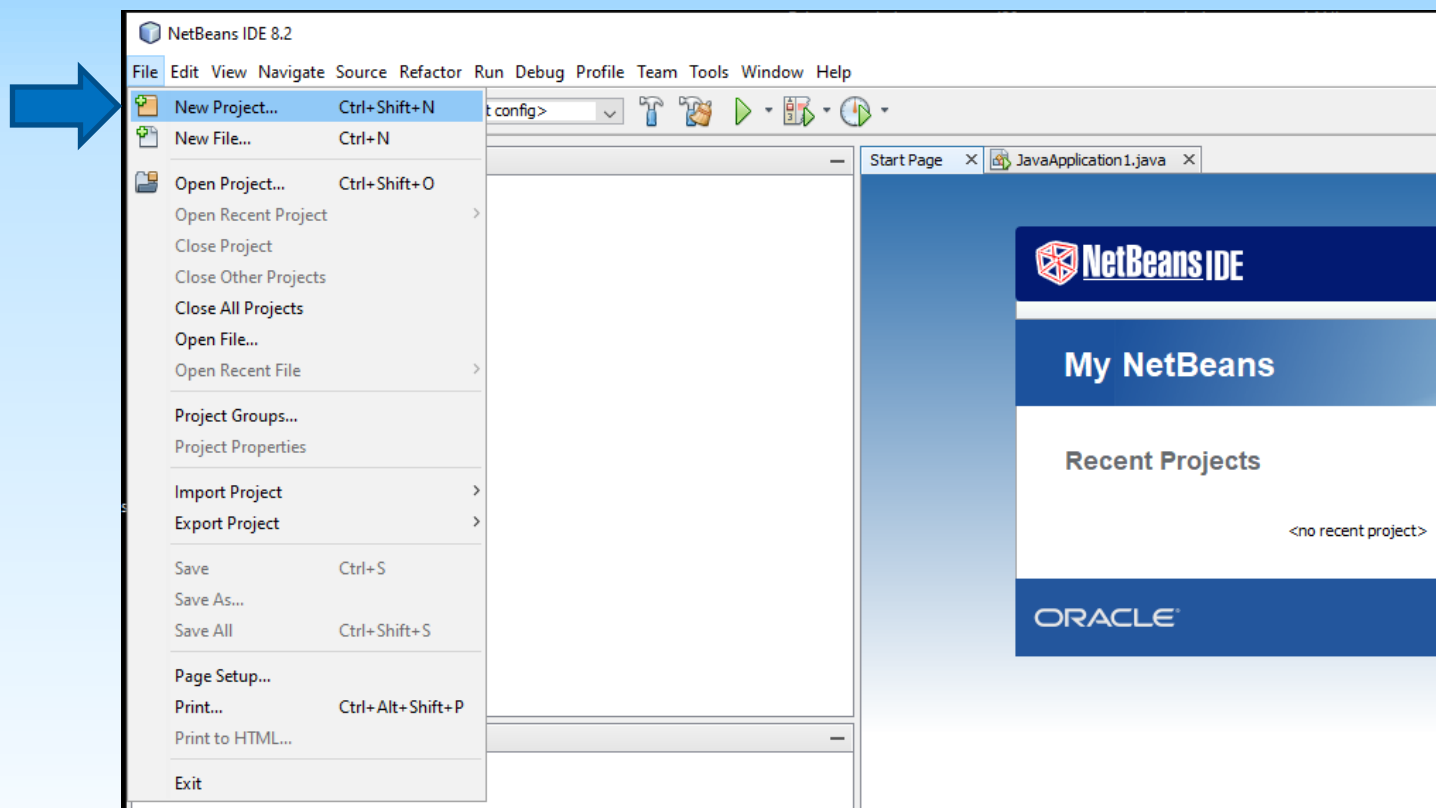 NetBeans IDE 8.2
File Edit View Navigate Source Refactor Run Debug Profile Team Tools Window Help
New Project... Ctrl+Shift+N
t config>
New File... Ctrl+N
Start Page X JavaApplication1.java X
Open Project... Ctrl+Shift+O
Open Recent Project
Close Project
Close Other Projects
Close All Projects
Open File...
Open Recent File
Project Groups...
Project Properties
Import Project
Export Project
Save Ctrl+S
Save As...
Save All Ctrl+Shift+S
Page Setup...
Print... Ctrl+Alt+Shift+P
Print to HTML...
Exit
NetBeans IDE
My NetBeans
Recent Projects
<no recent project>
ORACLE